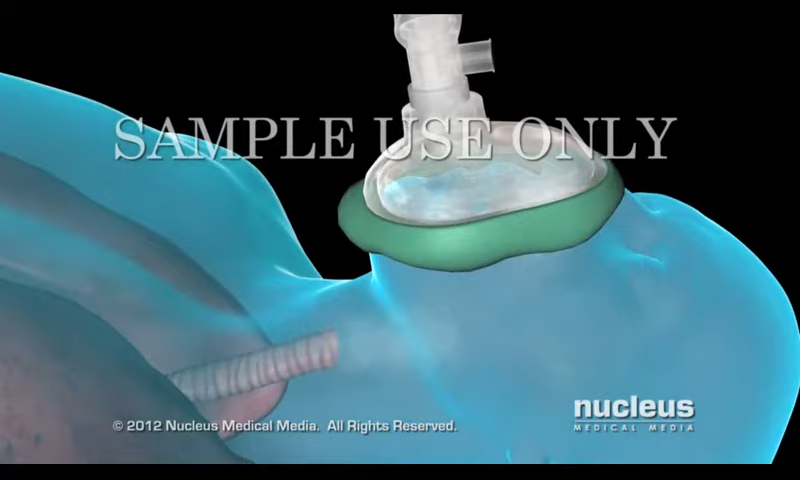 SAMPLE USE ONLY
nucleus
MEDICAL MEDIA
© 2012 Nucleus Medical Media. All Rights Reserved.